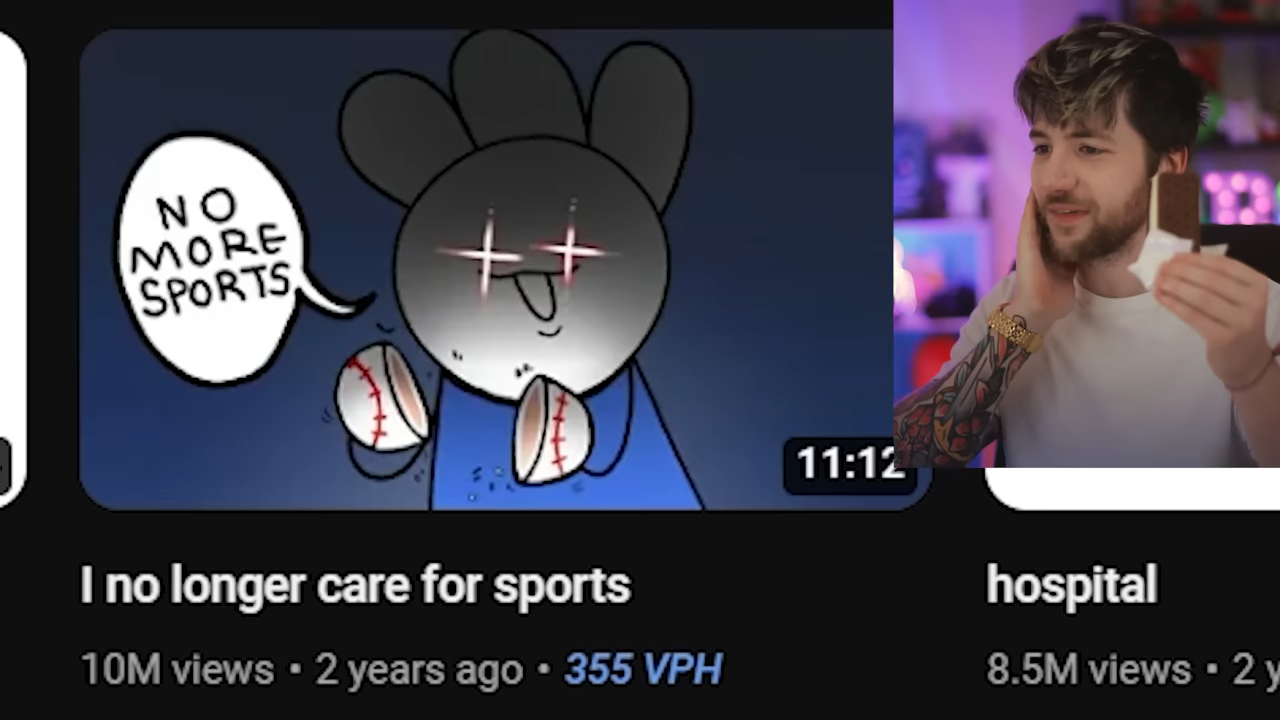 NO
MORE
SPORTS
11:12
I no longer care for sports
10M views • 2 years ago • 355 VPH
hospital
8.5M views • 2 y